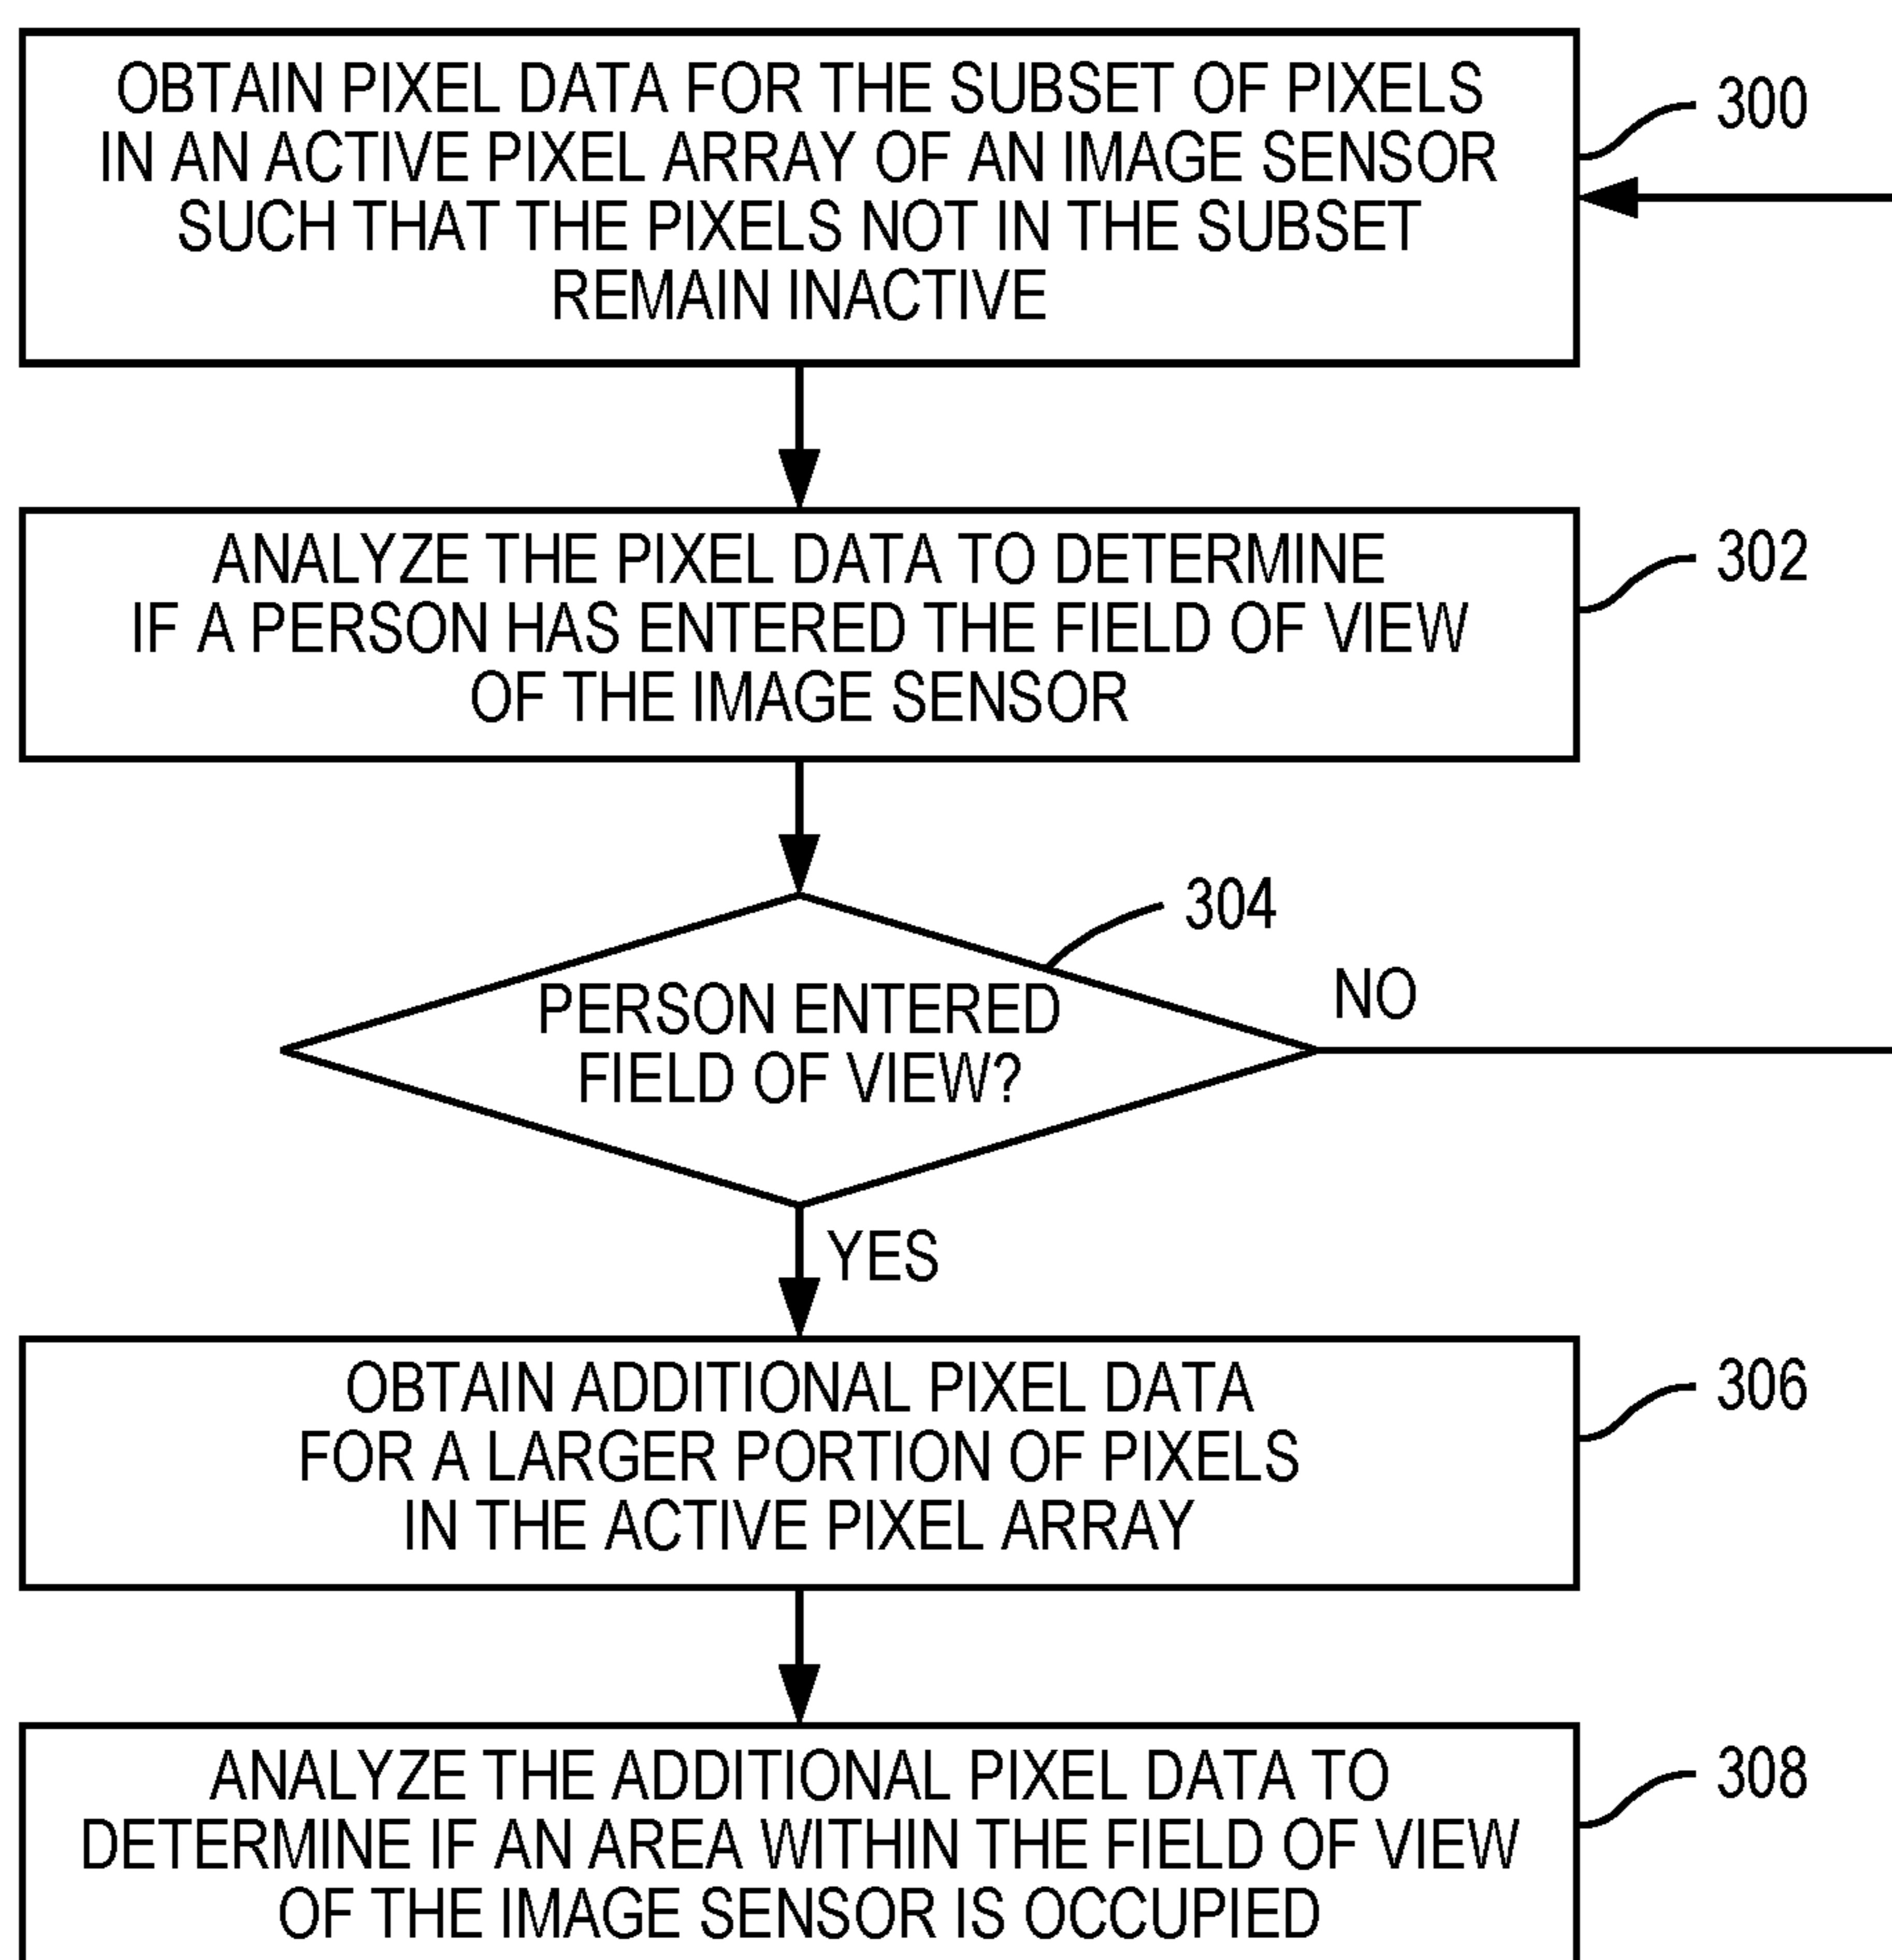 OBTAIN PIXEL DATA FOR THE SUBSET OF PIXELS
IN AN ACTIVE PIXEL ARRAY OF AN IMAGE SENSOR
SUCH THAT THE PIXELS NOT IN THE SUBSET
REMAIN INACTIVE
300
ANALYZE THE PIXEL DATA TO DETERMINE
IF A PERSON HAS ENTERED THE FIELD OF VIEW
OF THE IMAGE SENSOR
302
304
PERSON ENTERED
FIELD OF VIEW?
NO
YES
OBTAIN ADDITIONAL PIXEL DATA
FOR A LARGER PORTION OF PIXELS
IN THE ACTIVE PIXEL ARRAY
306
ANALYZE THE ADDITIONAL PIXEL DATA TO
DETERMINE IF AN AREA WITHIN THE FIELD OF VIEW
OF THE IMAGE SENSOR IS OCCUPIED
308